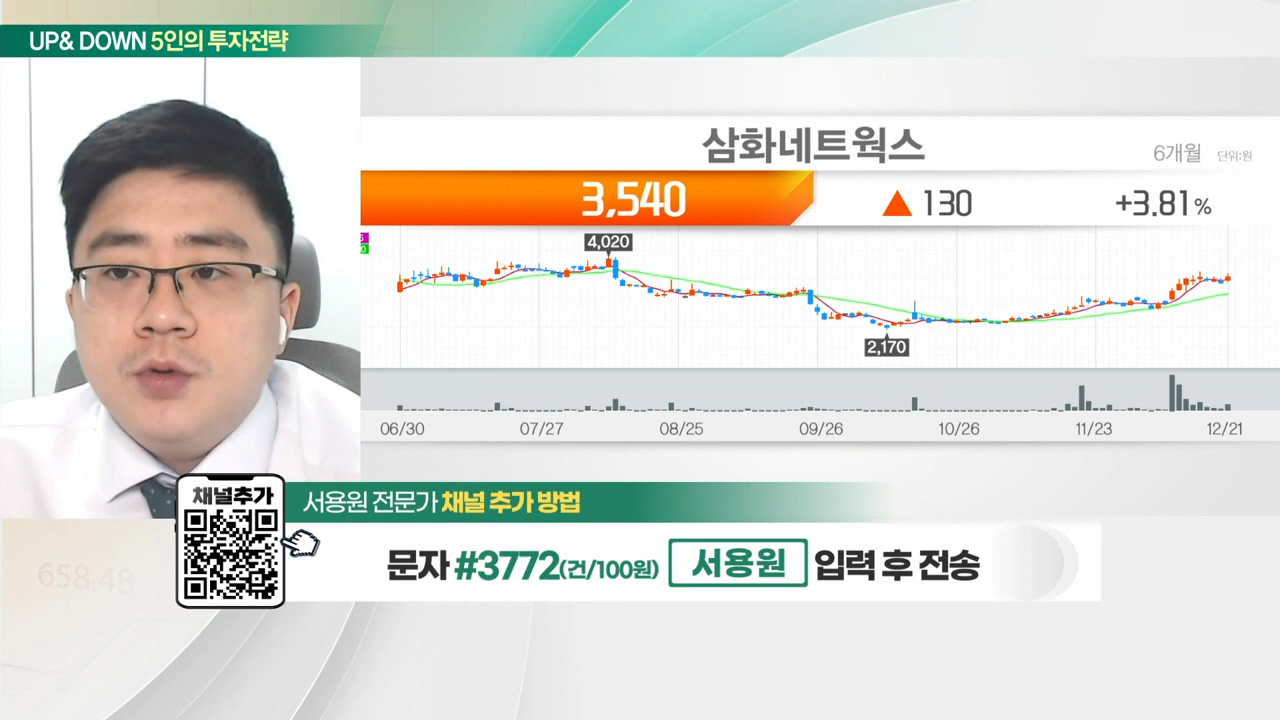 UP& DOWN 5인의 투자전략
삼화네트웍스
6개월 단위:원
3,540 ▲ 130 +3.81%
4,020
2,170
06/30 07/27 08/25 09/26 10/26 11/23 12/21
채널추가
서용원 전문가 채널 추가 방법
문자 #3772(건/100원) 서용원 입력 후 전송
658.48